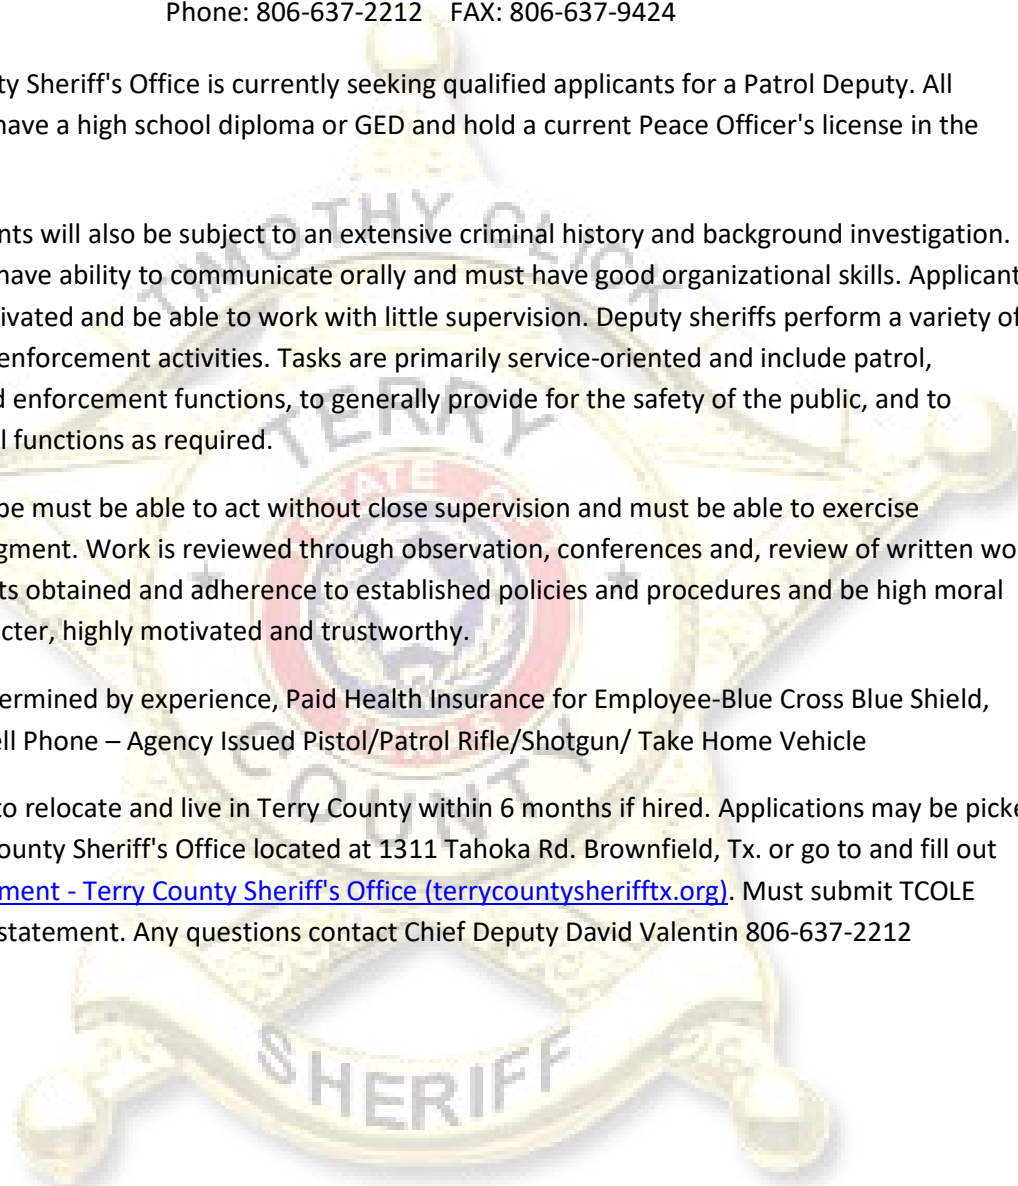 Phone: 806-637-2212 FAX: 806-637-9424
ty Sheriff's Office is currently seeking qualified applicants for a Patrol Deputy. All
have a high school diploma or GED and hold a current Peace Officer's license in the
nts will also be subject to an extensive criminal history and background investigation.
have ability to communicate orally and must have good organizational skills. Applicant
ivated and be able to work with little supervision. Deputy sheriffs perform a variety of
enforcement activities. Tasks are primarily service-oriented and include patrol,
d enforcement functions, to generally provide for the safety of the public, and to
l functions as required.
be must be able to act without close supervision and must be able to exercise
gment. Work is reviewed through observation, conferences and, review of written wo
ts obtained and adherence to established policies and procedures and be high moral
cter, highly motivated and trustworthy.
ermined by experience, Paid Health Insurance for Employee-Blue Cross Blue Shield,
ell Phone – Agency Issued Pistol/Patrol Rifle/Shotgun/ Take Home Vehicle
to relocate and live in Terry County within 6 months if hired. Applications may be picke
ounty Sheriff's Office located at 1311 Tahoka Rd. Brownfield, Tx. or go to and fill out
ment - Terry County Sheriff's Office (terrycountysherifftx.org). Must submit TCOLE
statement. Any questions contact Chief Deputy David Valentin 806-637-2212
TIMOTHY CLICK
TERRY
STATE OF
TEXAS
COUNTY
SHERIFF